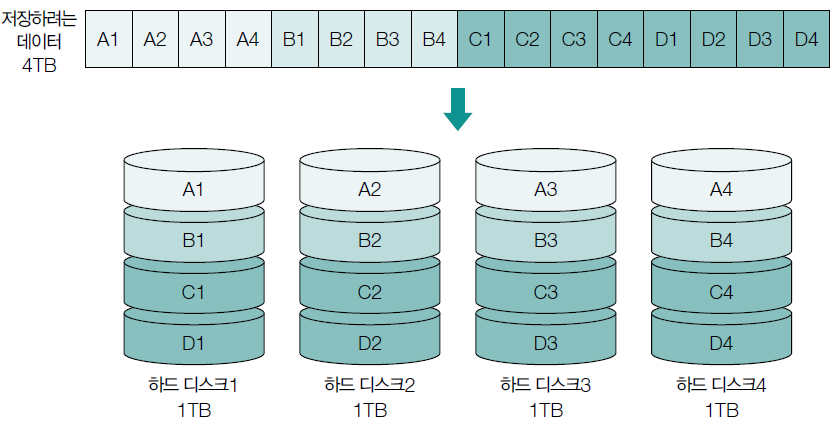 저장하려는
데이터
4TB
A1 A2 A3 A4 B1 B2 B3 B4 C1 C2 C3 C4 D1 D2 D3 D4
A1 A2 A3 A4
B1 B2 B3 B4
C1 C2 C3 C4
D1 D2 D3 D4
하드 디스크1 하드 디스크2 하드 디스크3 하드 디스크4
1TB 1TB 1TB 1TB